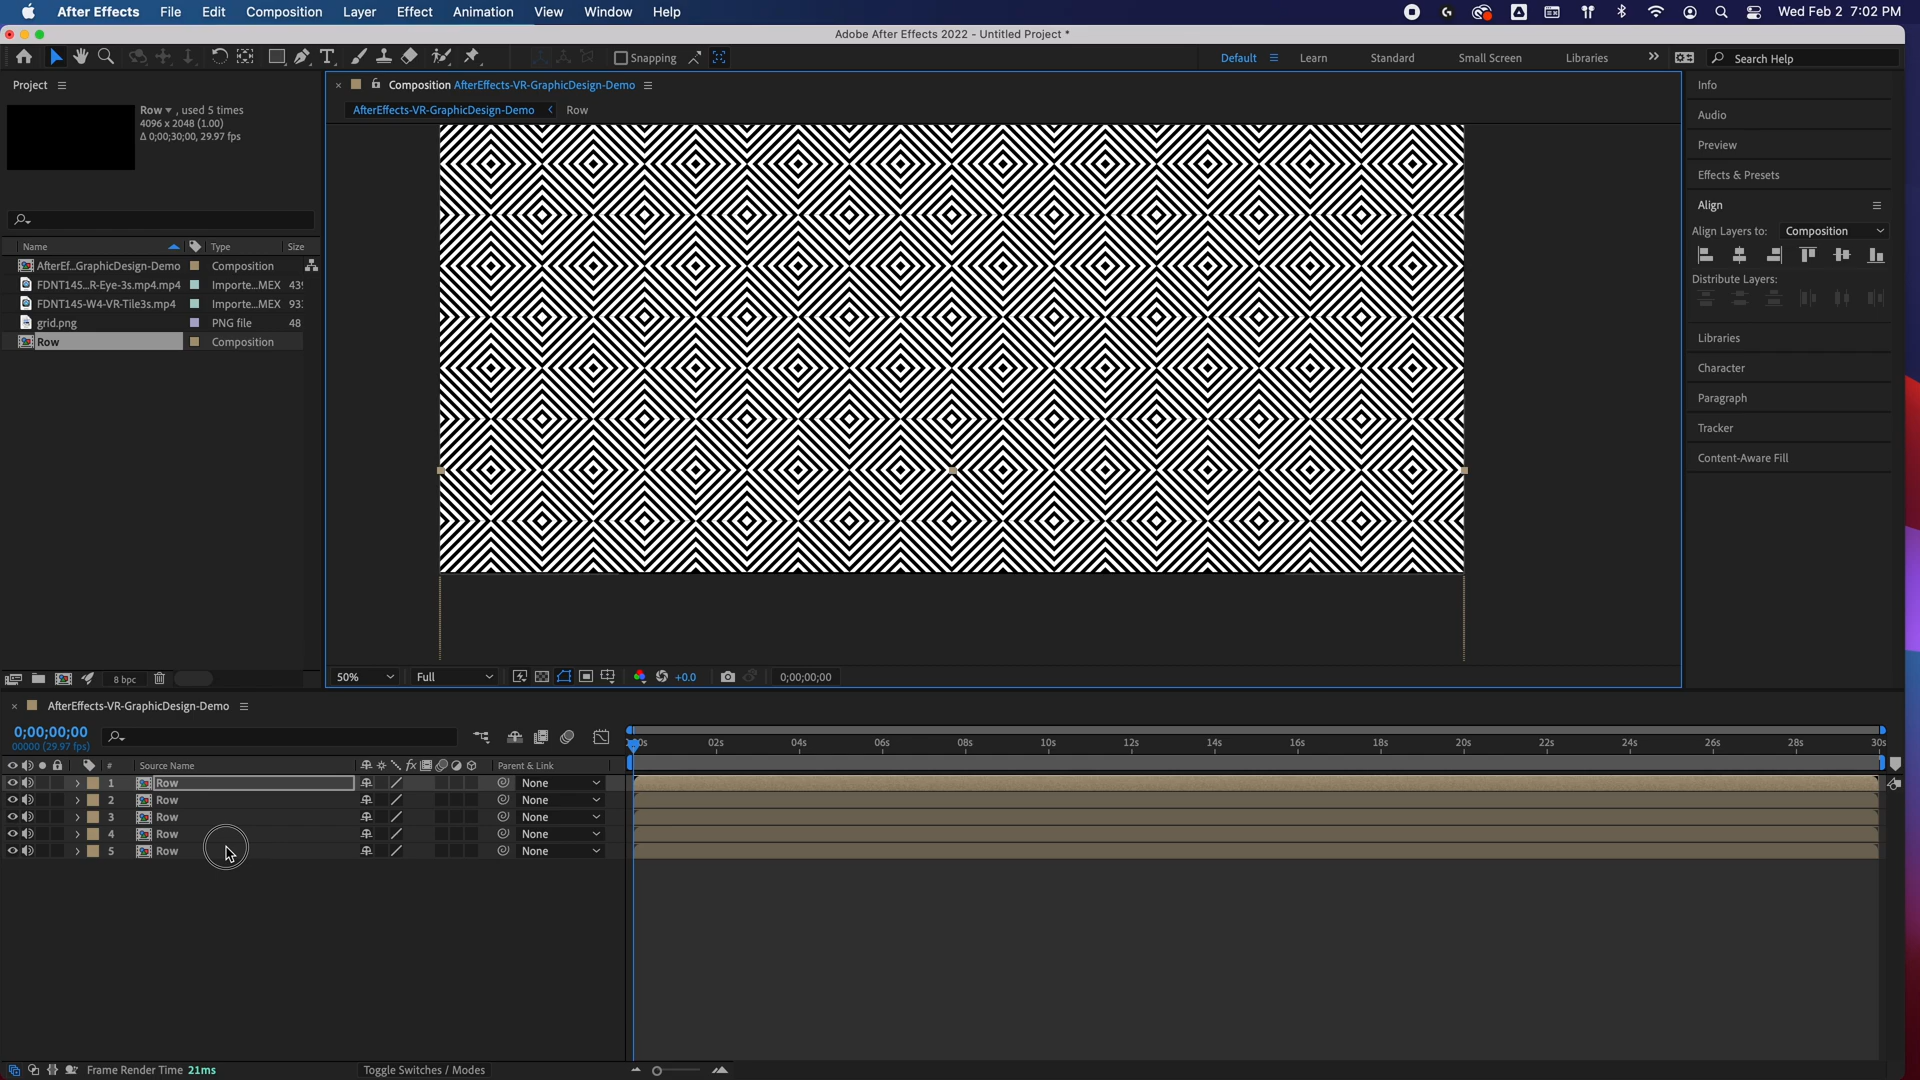 After Effects File Edit Composition Layer Effect Animation View Window Help Wed Feb 2 7:02 PM
Adobe After Effects 2022 - Untitled Project *
Snapping Default Learn Standard Small Screen Libraries Search Help
Project
Row , used 5 times
4096 x 2048 (1.00)
Δ 0;00;30;00, 29.97 fps
Name Type Size
AfterEf...GraphicDesign-Demo Composition
FDNT145...R-Eye-3s.mp4.mp4 Importe...MEX 43
FDNT145-W4-VR-Tile3s.mp4 Importe...MEX 93
grid.png PNG file 48
Row Composition
8 bpc
Composition AfterEffects-VR-GraphicDesign-Demo
AfterEffects-VR-GraphicDesign-Demo Row
50% Full +0.0 0;00;00;00
Info
Audio
Preview
Effects & Presets
Align
Align Layers to: Composition
Distribute Layers:
Libraries
Character
Paragraph
Tracker
Content-Aware Fill
AfterEffects-VR-GraphicDesign-Demo
0;00;00;00
00000 (29.97 fps)
02s 04s 06s 08s 10s 12s 14s 16s 18s 20s 22s 24s 26s 28s 30s
# Source Name fx Parent & Link
1 Row None
2 Row None
3 Row None
4 Row None
5 Row None
Frame Render Time 21ms Toggle Switches / Modes